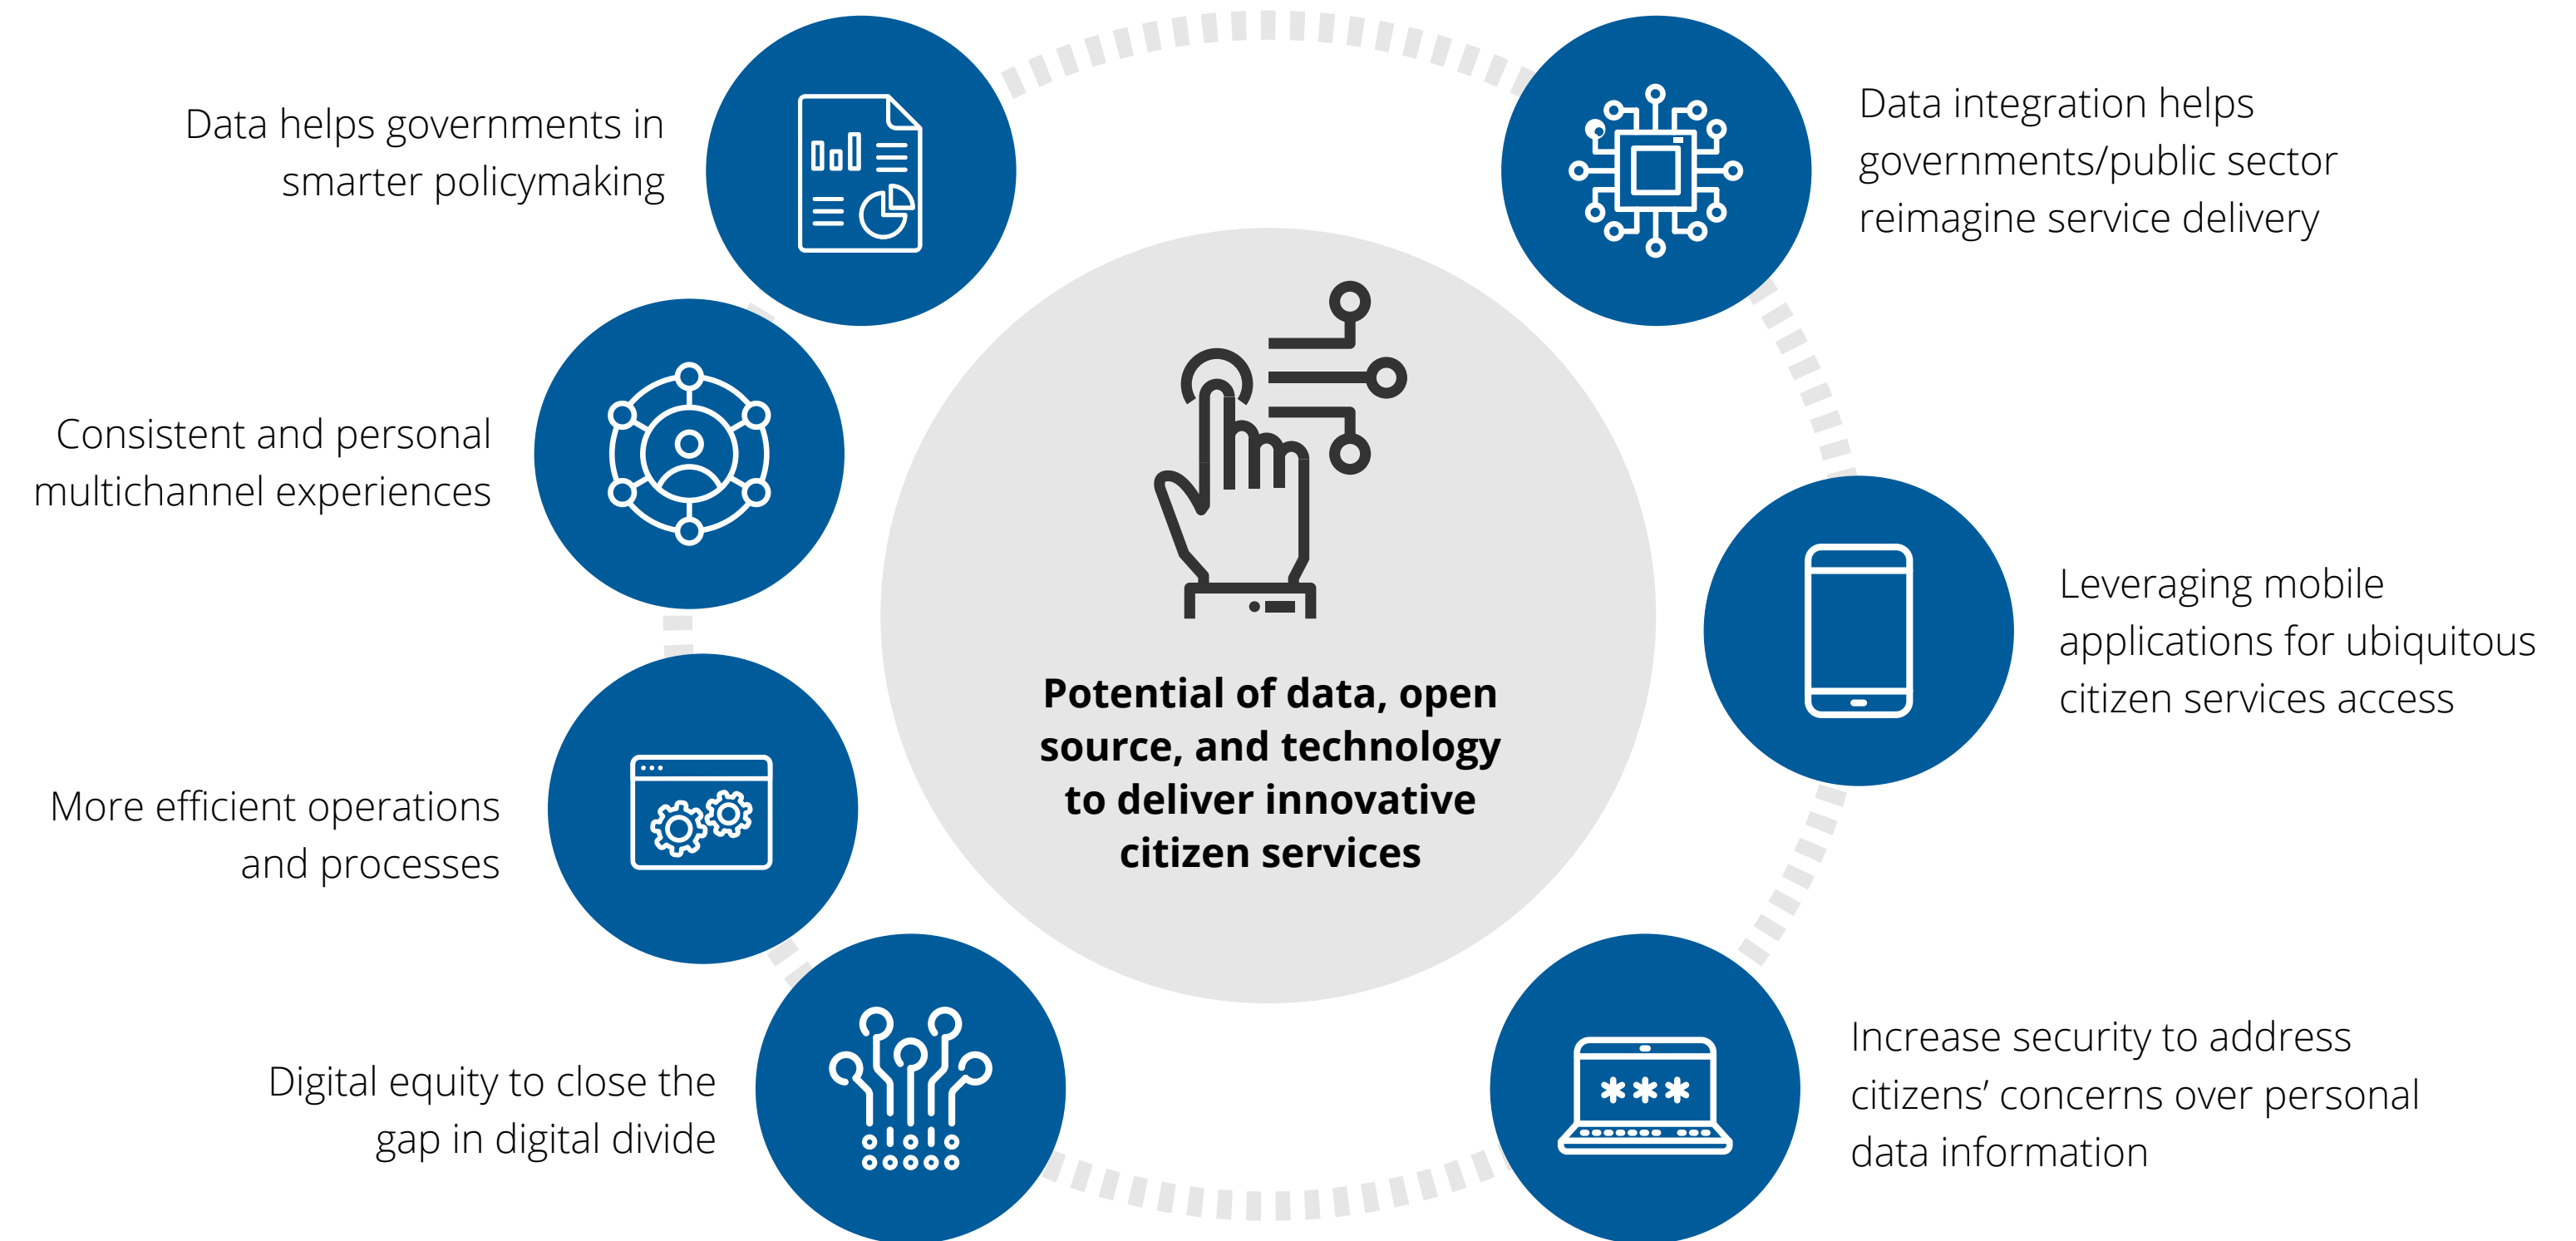 Data helps governments in
smarter policymaking
Consistent and personal
multichannel experiences
More efficient operations
and processes
Digital equity to close the
gap in digital divide
Potential of data, open
source, and technology
to deliver innovative
citizen services
Data integration helps
governments/public sector
reimagine service delivery
Leveraging mobile
applications for ubiquitous
citizen services access
Increase security to address
citizens’ concerns over personal
data information